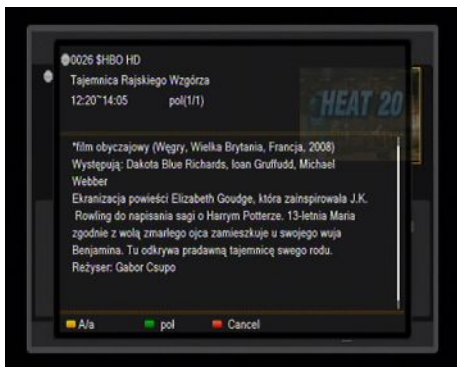 0026 $HBO HD
Tajemnica Rajskiego Wzgórza
12:20~14:05 pol(1/1)
HEAT 20
*film obyczajowy (Węgry, Wielka Brytania, Francja, 2008)
Występują: Dakota Blue Richards, Ioan Gruffudd, Michael
Webber
Ekranizacja powieści Elizabeth Goudge, która zainspirowała J.K.
Rowling do napisania sagi o Harrym Potterze. 13-letnia Maria
zgodnie z wolą zmarłego ojca zamieszkuje u swojego wuja
Benjamina. Tu odkrywa pradawną tajemnicę swego rodu.
Reżyser: Gabor Csupo
A/a pol Cancel